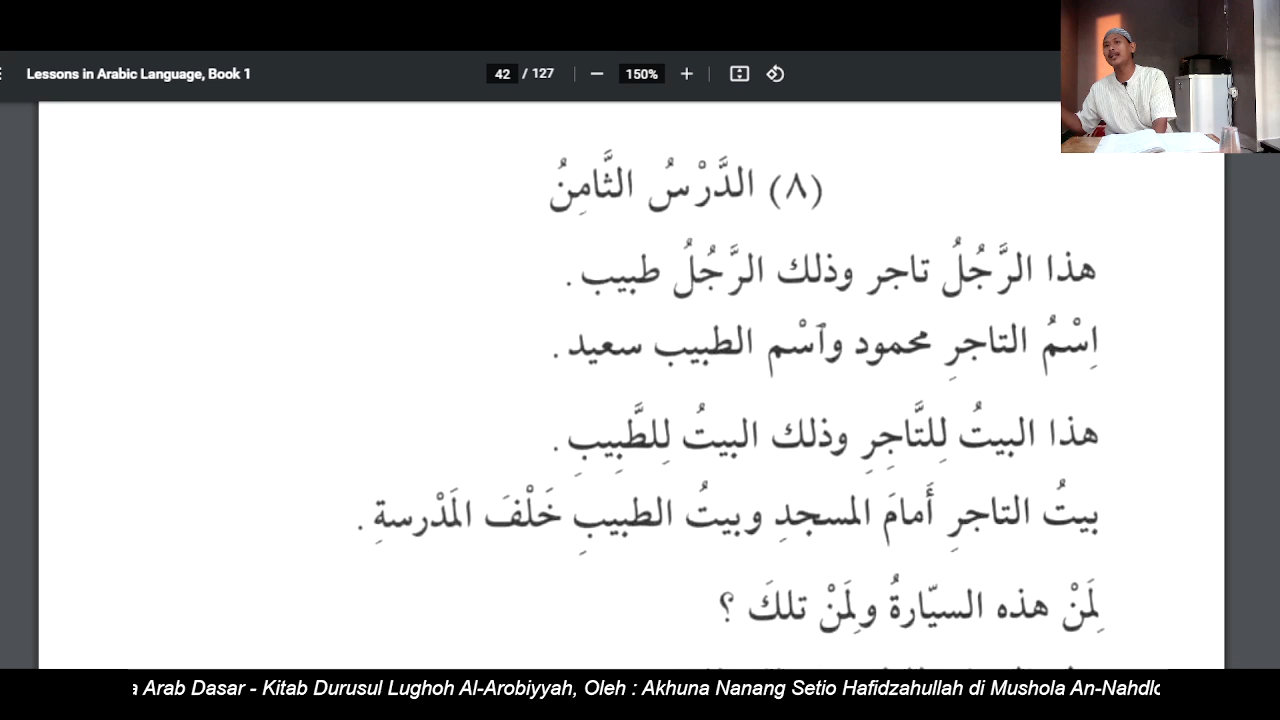 Lessons in Arabic Language, Book 1
42 / 127
150%
(٨) الدَّرْسُ الثَّامِنُ
هذا الرَّجُلُ تاجر وذلك الرَّجُلُ طبيب .
اِسْمُ التاجرِ محمود وٱسْم الطبيب سعيد .
هذا البيتُ لِلتَّاجِرِ وذلك البيتُ لِلطَّبِيبِ .
بيتُ التاجرِ أَمامَ المسجدِ وبيتُ الطبيبِ خَلْفَ المَدْرسةِ .
لِمَنْ هذه السيّارةُ ولِمَنْ تلكَ ؟
Arab Dasar - Kitab Durusul Lughoh Al-Arobiyyah, Oleh : Akhuna Nanang Setio Hafidzahullah di Mushola